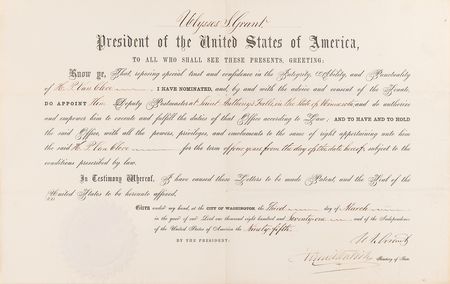 Ulysses S. Grant,
President of the United States of America,
TO ALL WHO SHALL SEE THESE PRESENTS, GREETING:
Know ye, That reposing special trust and confidence in the Integrity, Ability, and Punctuality
of H. P. Van Cleve, I HAVE NOMINATED, and, by and with the advice and consent of the Senate,
DO APPOINT Him Deputy Postmaster at Saint Anthony's Falls, in the State of Minnesota, and do authorize
and empower him to execute and fulfill the duties of that Office according to Law; AND TO HAVE AND TO HOLD
the said Office, with all the powers, privileges, and emoluments to the same of right appertaining unto him
the said H. P. Van Cleve for the term of four years from the day of the date hereof, subject to the
conditions prescribed by law.
In Testimony Whereof, I have caused these Letters to be made Patent, and the Seal of the
United States to be hereunto affixed.
GIVEN under my hand, at the CITY OF WASHINGTON, the Third day of March
in the year of our Lord one thousand eight hundred and Seventy-one and of the Independence
of the United States of America the Ninety-fifth.
BY THE PRESIDENT:
U. S. Grant
Hamilton Fish
Secretary of State.